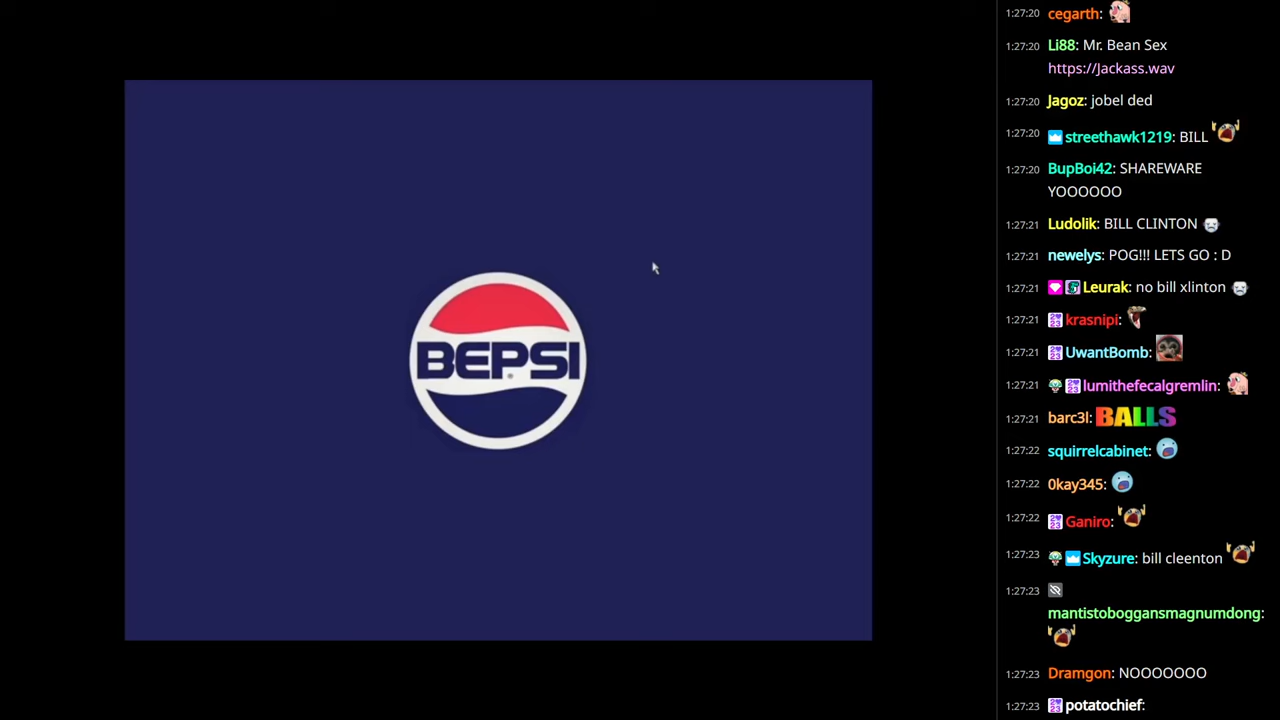 BEPSI
1:27:20 cegarth:
1:27:20 Li88: Mr. Bean Sex
https://Jackass.wav
1:27:20 Jagoz: jobel ded
1:27:20 streethawk1219: BILL
1:27:20 BupBoi42: SHAREWARE
YOOOOOO
1:27:21 Ludolik: BILL CLINTON
1:27:21 newelys: POG!!! LETS GO : D
1:27:21 Leurak: no bill xlinton
1:27:21 krasnipi:
1:27:21 UwantBomb:
1:27:21 lumithefecalgremlin:
1:27:21 barc3l: BALLS
1:27:22 squirrelcabinet:
1:27:22 0kay345:
1:27:22 Ganiro:
1:27:23 Skyzure: bill cleenton
1:27:23
mantistoboggansmagnumdong:
1:27:23 Dramgon: NOOOOOOO
1:27:23 potatochief: